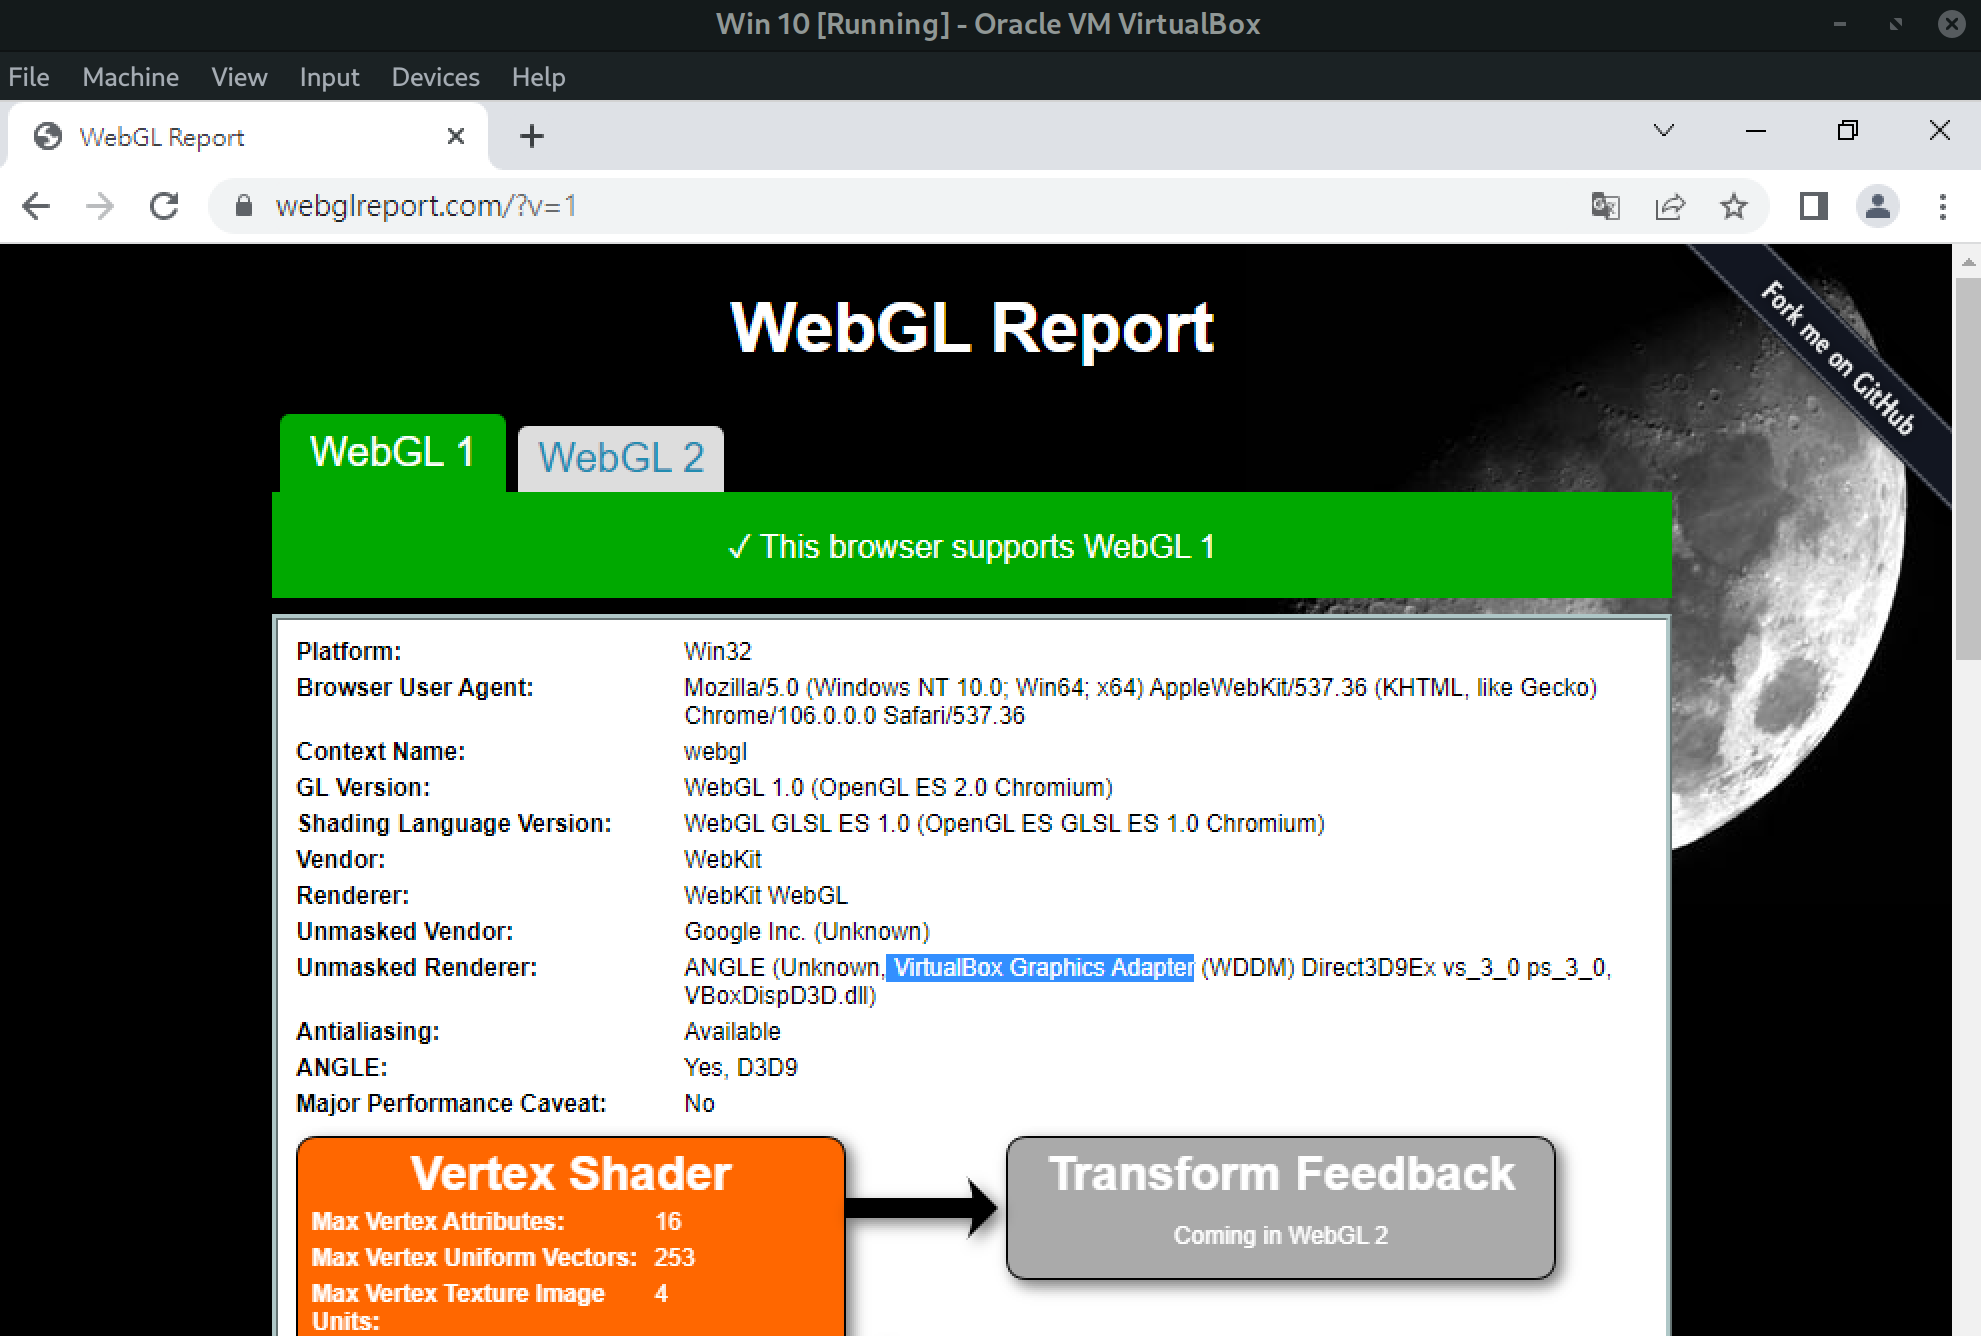 Win 10 [Running] - Oracle VM VirtualBox
File Machine View Input Devices Help
WebGL Report
webglreport.com/?v=1
Fork me on GitHub
WebGL Report
WebGL 1 WebGL 2
✓ This browser supports WebGL 1
Platform: Win32
Browser User Agent: Mozilla/5.0 (Windows NT 10.0; Win64; x64) AppleWebKit/537.36 (KHTML, like Gecko)
Chrome/106.0.0.0 Safari/537.36
Context Name: webgl
GL Version: WebGL 1.0 (OpenGL ES 2.0 Chromium)
Shading Language Version: WebGL GLSL ES 1.0 (OpenGL ES GLSL ES 1.0 Chromium)
Vendor: WebKit
Renderer: WebKit WebGL
Unmasked Vendor: Google Inc. (Unknown)
Unmasked Renderer: ANGLE (Unknown, VirtualBox Graphics Adapter (WDDM) Direct3D9Ex vs_3_0 ps_3_0,
VBoxDispD3D.dll)
Antialiasing: Available
ANGLE: Yes, D3D9
Major Performance Caveat: No
Vertex Shader
Max Vertex Attributes: 16
Max Vertex Uniform Vectors: 253
Max Vertex Texture Image 4
Units:
Transform Feedback
Coming in WebGL 2